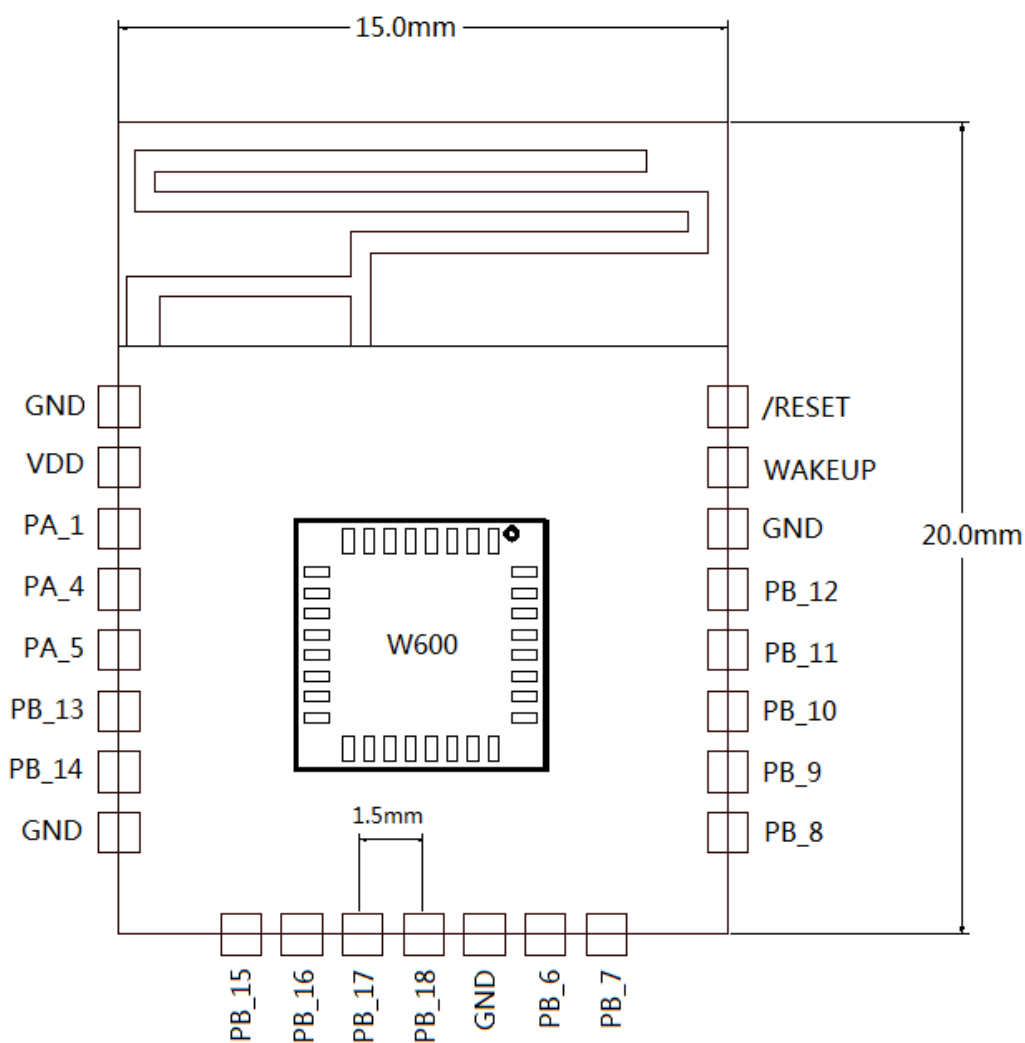 15.0mm
GND
VDD
PA_1
PA_4
PA_5
PB_13
PB_14
GND
/RESET
WAKEUP
GND
PB_12
PB_11
PB_10
PB_9
PB_8
20.0mm
W600
1.5mm
PB_15
PB_16
PB_17
PB_18
GND
PB_6
PB_7